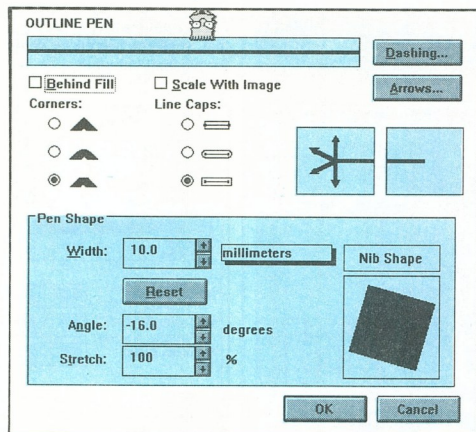 OUTLINE PEN
Dashing...
Behind Fill
Scale With Image
Arrows...
Corners:
Line Caps:
Pen Shape
Width:
10.0
millimeters
Nib Shape
Reset
Angle:
-16.0
degrees
Stretch:
100
%
OK
Cancel